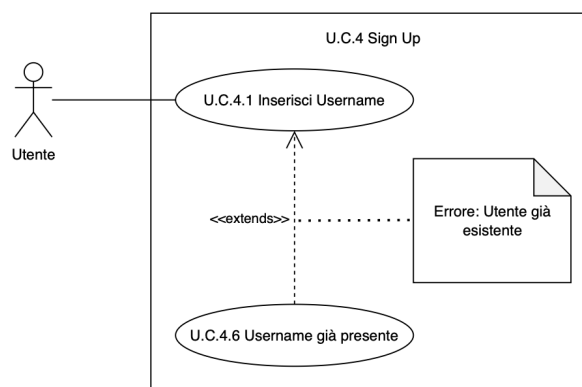 U.C.4 Sign Up
U.C.4.1 Inserisci Username
Utente
<<extends>>
Errore: Utente già
esistente
U.C.4.6 Username già presente